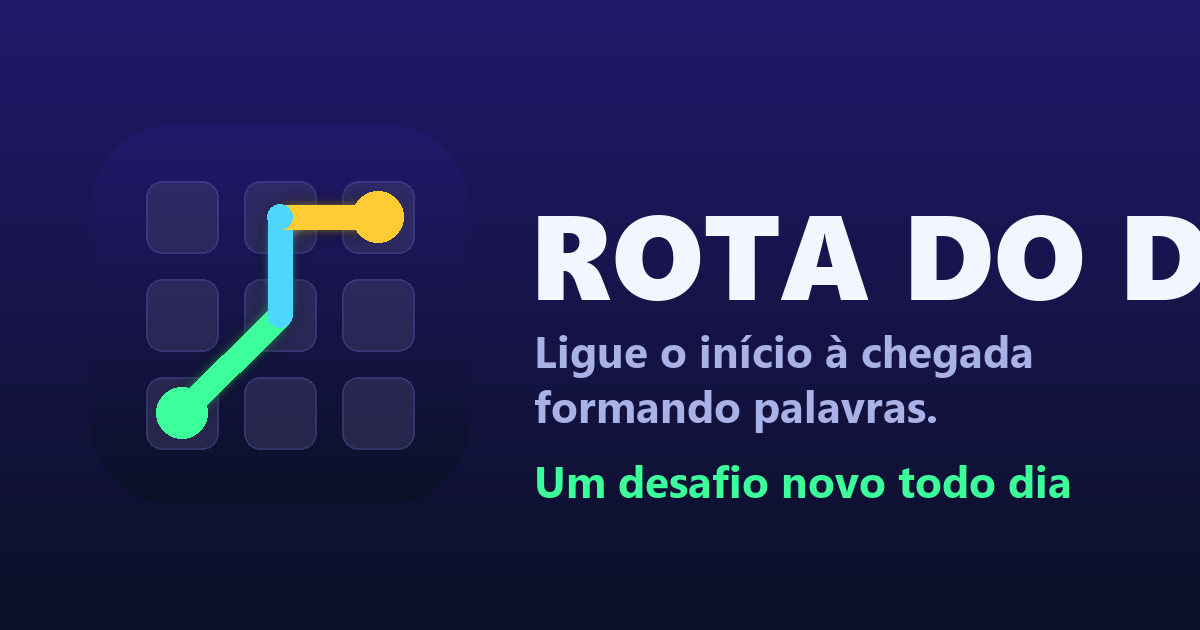 ROTA DO D
Ligue o início à chegada
formando palavras.
Um desafio novo todo dia